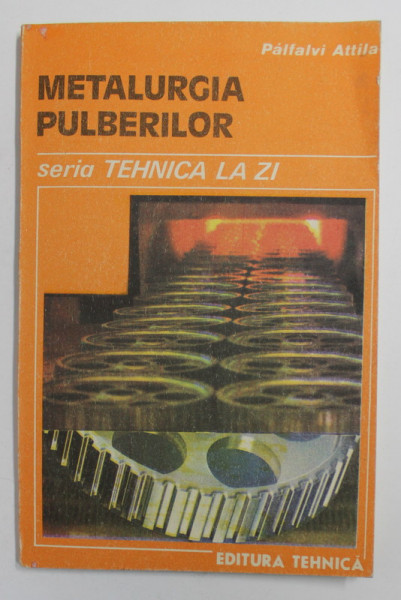 Pálfalvi Attila
METALURGIA
PULBERILOR
seria TEHNICA LA ZI
EDITURA TEHNICĂ